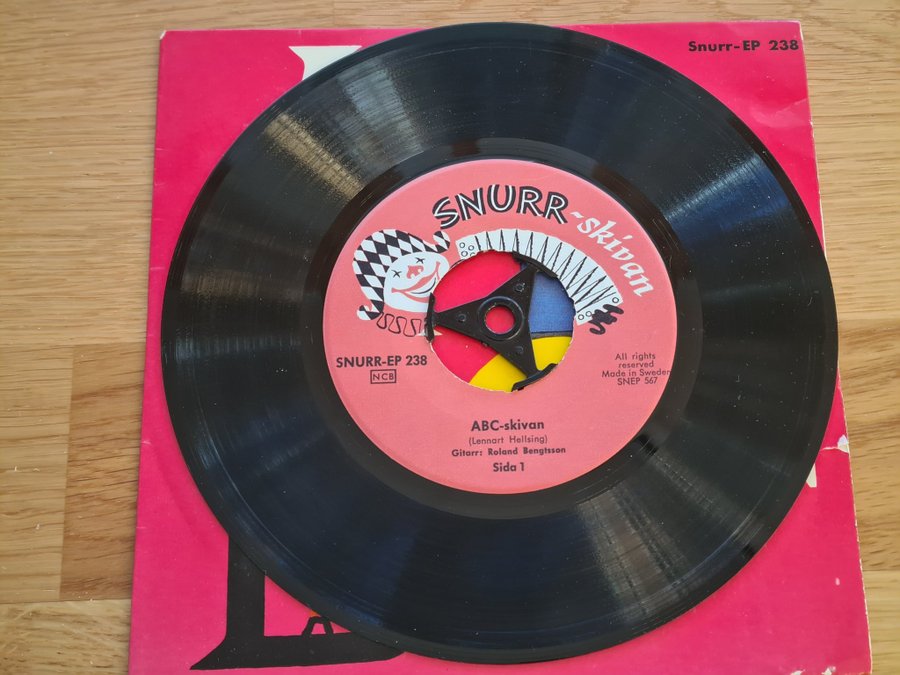 Snurr-EP 238
SNURR-skivan
SNURR-EP 238
NCB
All rights
reserved
Made in Sweden
SNEP 567
ABC-skivan
(Lennart Hellsing)
Gitarr: Roland Bengtsson
Sida 1